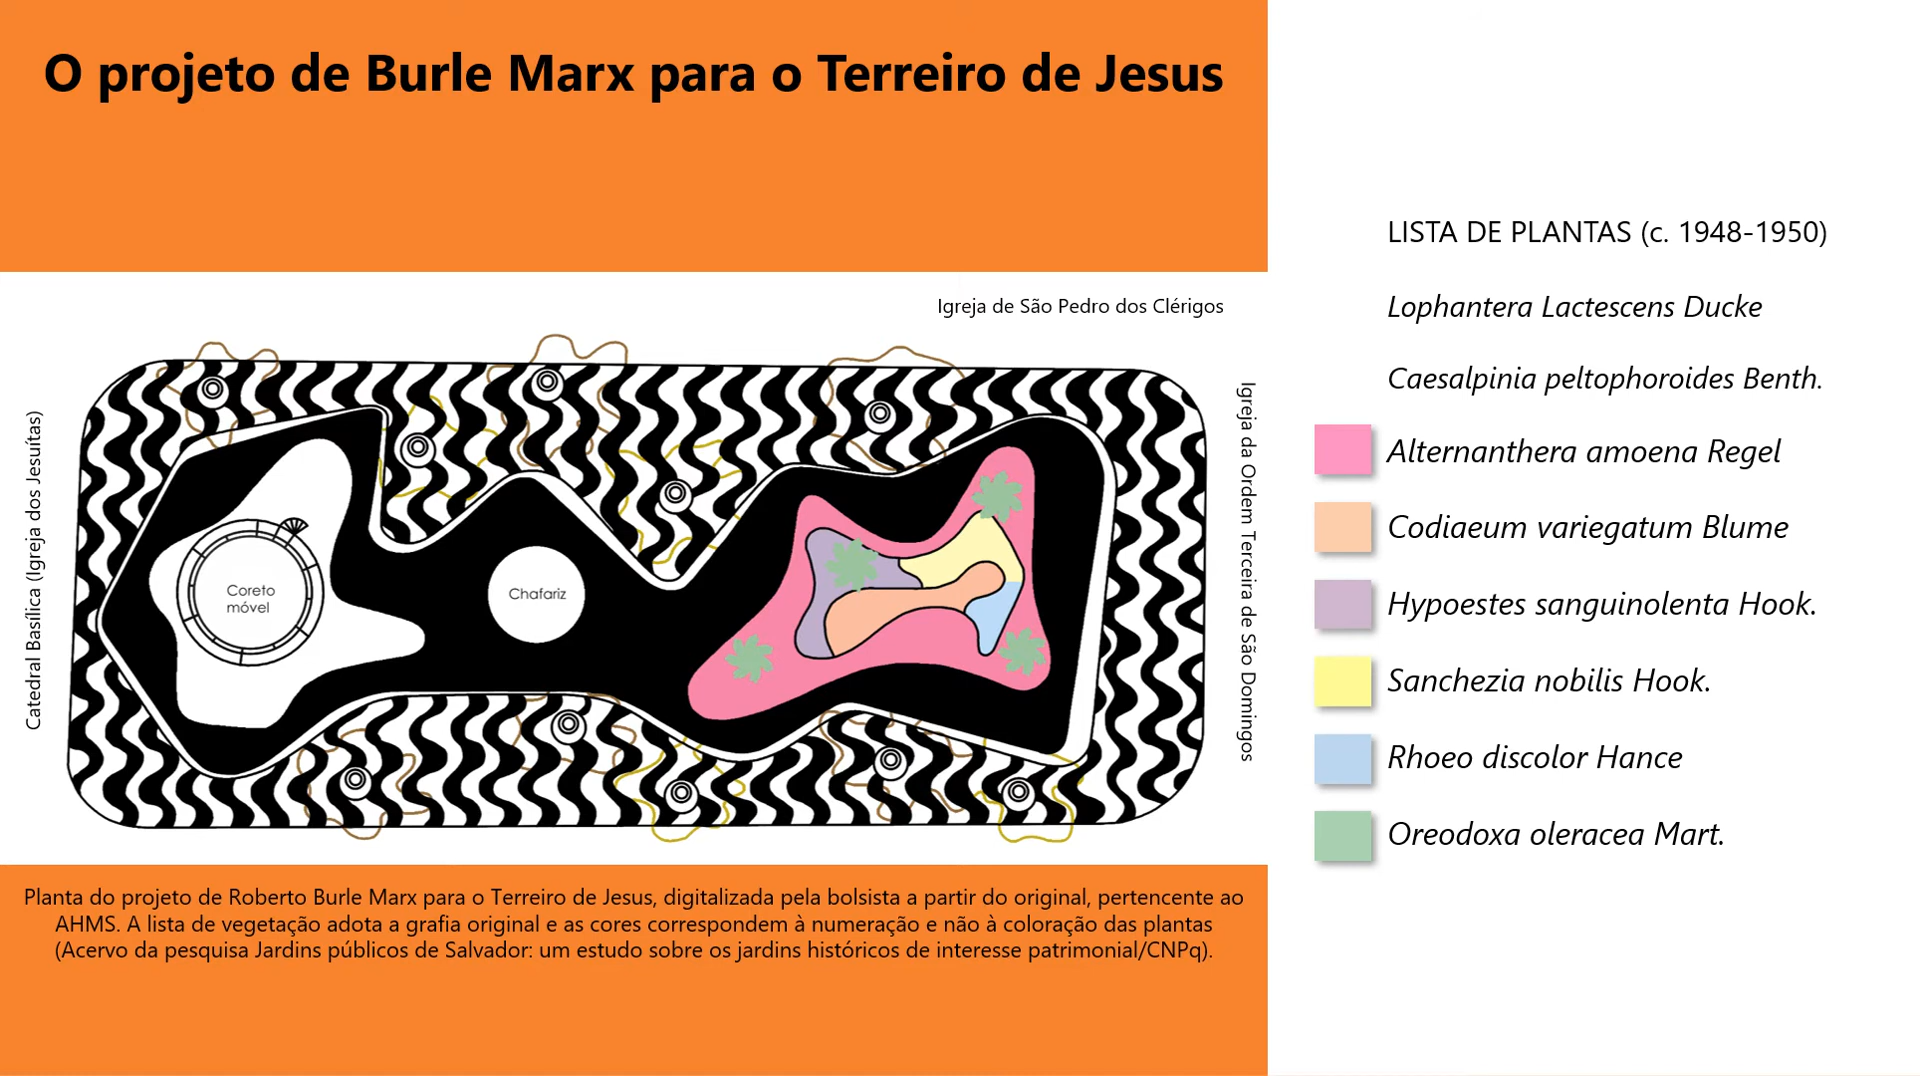 O projeto de Burle Marx para o Terreiro de Jesus
Igreja de São Pedro dos Clérigos
Catedral Basílica (Igreja dos Jesuítas)
Coreto
móvel
Chafariz
Igreja da Ordem Terceira de São Domingos
Planta do projeto de Roberto Burle Marx para o Terreiro de Jesus, digitalizada pela bolsista a partir do original, pertencente ao
AHMS. A lista de vegetação adota a grafia original e as cores correspondem à numeração e não à coloração das plantas
(Acervo da pesquisa Jardins públicos de Salvador: um estudo sobre os jardins históricos de interesse patrimonial/CNPq).
LISTA DE PLANTAS (c. 1948-1950)
Lophantera Lactescens Ducke
Caesalpinia peltophoroides Benth.
Alternanthera amoena Regel
Codiaeum variegatum Blume
Hypoestes sanguinolenta Hook.
Sanchezia nobilis Hook.
Rhoeo discolor Hance
Oreodoxa oleracea Mart.